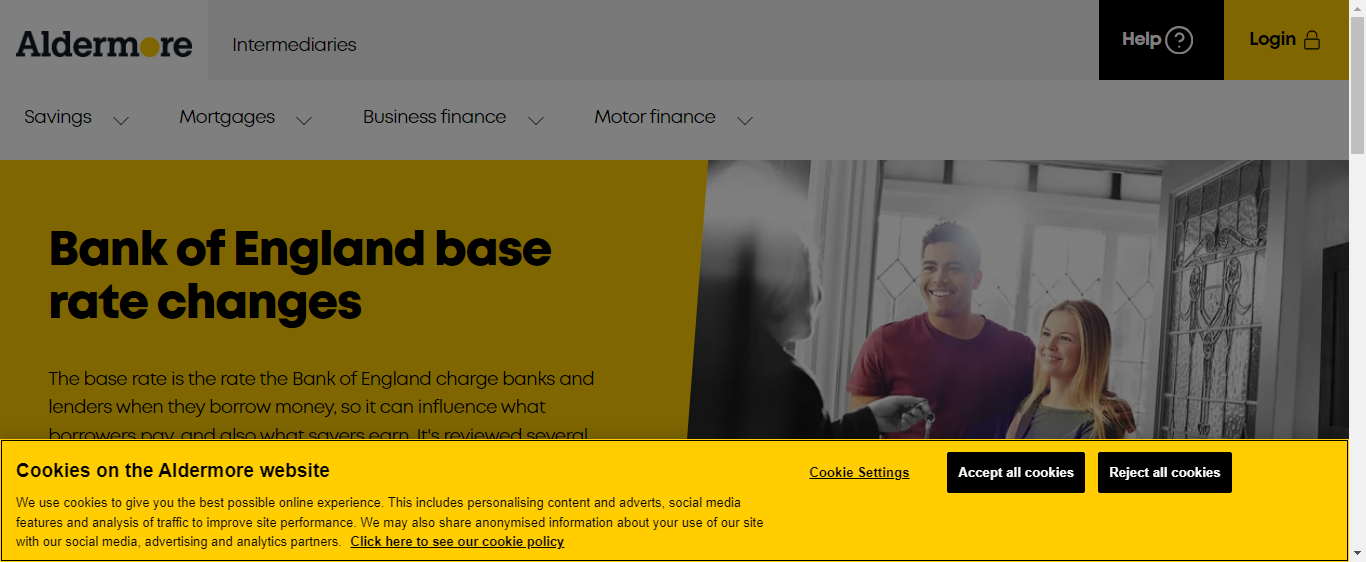 Aldermore
Intermediaries
Help
Login
Savings
Mortgages
Business finance
Motor finance
Bank of England base
rate changes
The base rate is the rate the Bank of England charge banks and
lenders when they borrow money, so it can influence what
borrowers pay, and also what savers earn. It's reviewed several
Cookies on the Aldermore website
We use cookies to give you the best possible online experience. This includes personalising content and adverts, social media
features and analysis of traffic to improve site performance. We may also share anonymised information about your use of our site
with our social media, advertising and analytics partners. Click here to see our cookie policy
Cookie Settings
Accept all cookies
Reject all cookies